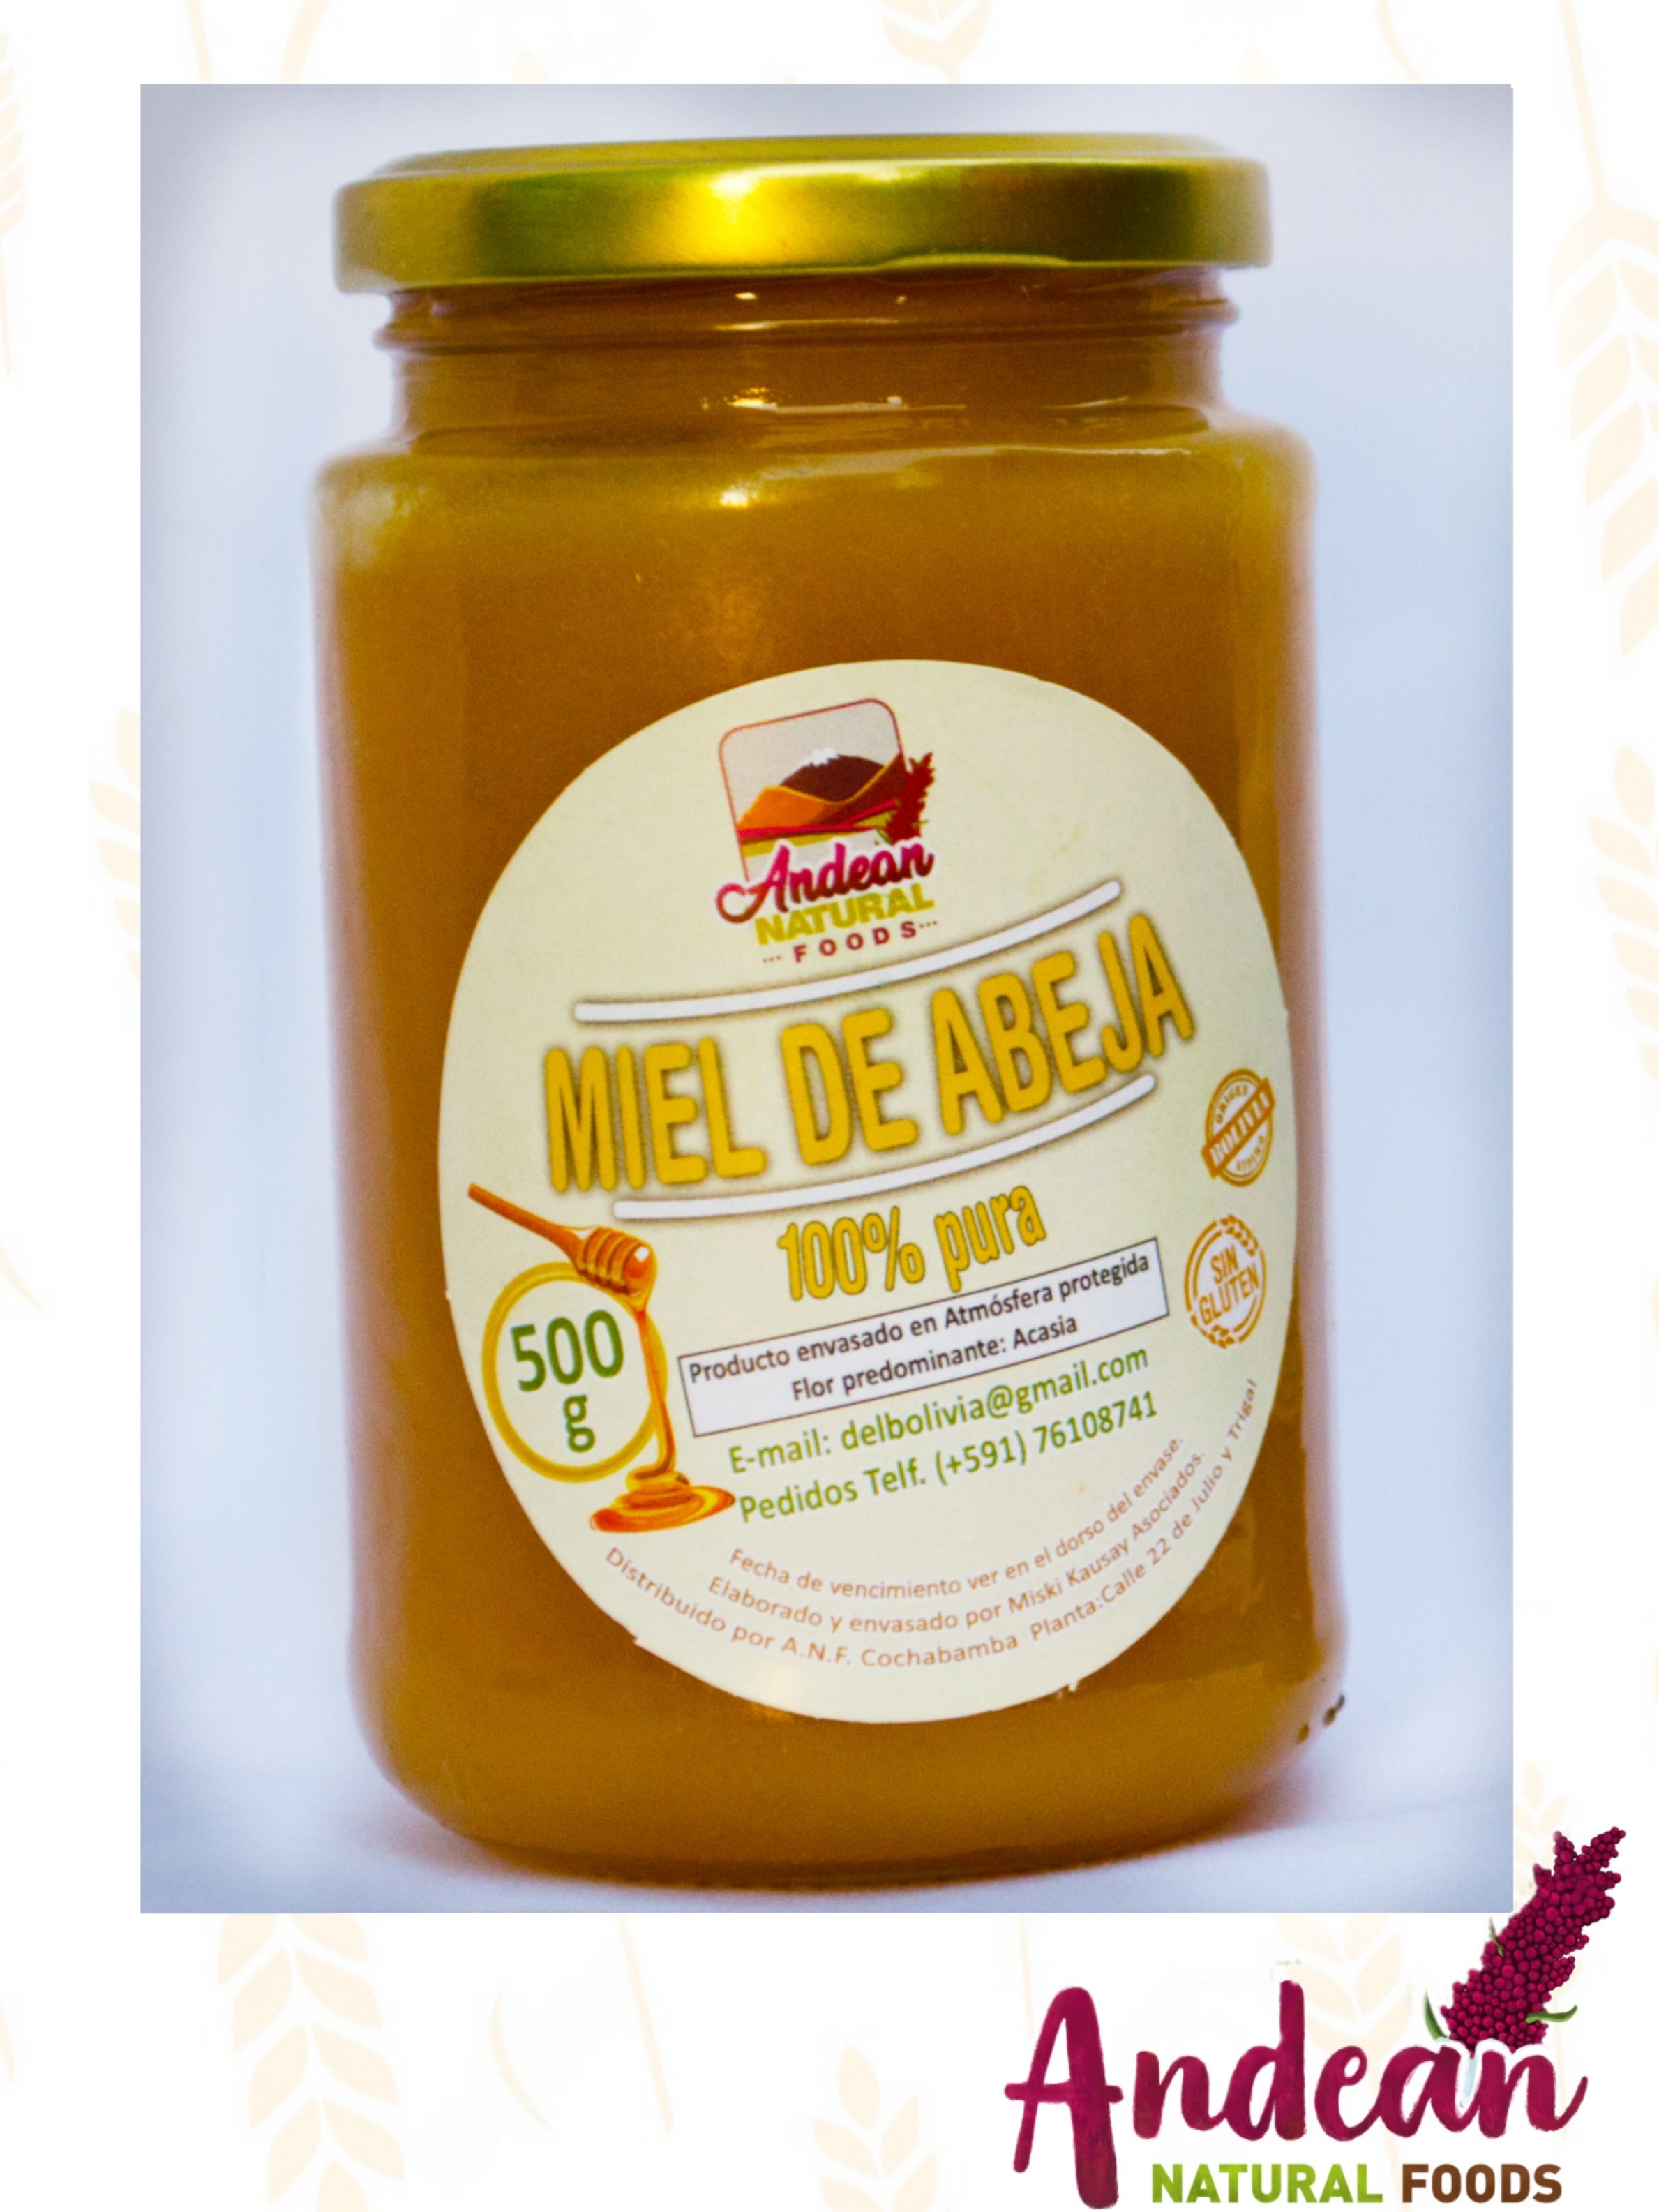 Andean
NATURAL
FOODS
MIEL DE ABEJA
100% pura
ORIGEN
BOLIVIA
SIN
GLUTEN
500
g
Producto envasado en Atmósfera protegida
Flor predominante: Acasia
E-mail: delbolivia@gmail.com
Pedidos Telf. (+591) 76108741
Fecha de vencimiento ver en el dorso del envase.
Elaborado y envasado por Miski Kausay Asociados.
Distribuido por A.N.F. Cochabamba Planta:Calle 22 de Julio y Trigal
Andean
NATURAL FOODS